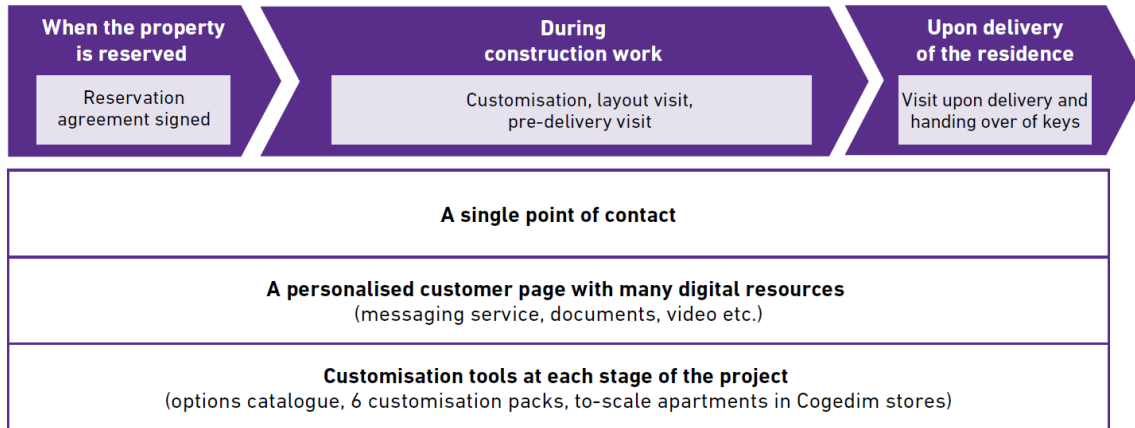 When the property
is reserved
Reservation
agreement signed
During
construction work
Customisation, layout visit,
pre-delivery visit
Upon delivery
of the residence
Visit upon delivery and
handing over of keys
A single point of contact
A personalised customer page with many digital resources
(messaging service, documents, video etc.)
Customisation tools at each stage of the project
(options catalogue, 6 customisation packs, to-scale apartments in Cogedim stores)